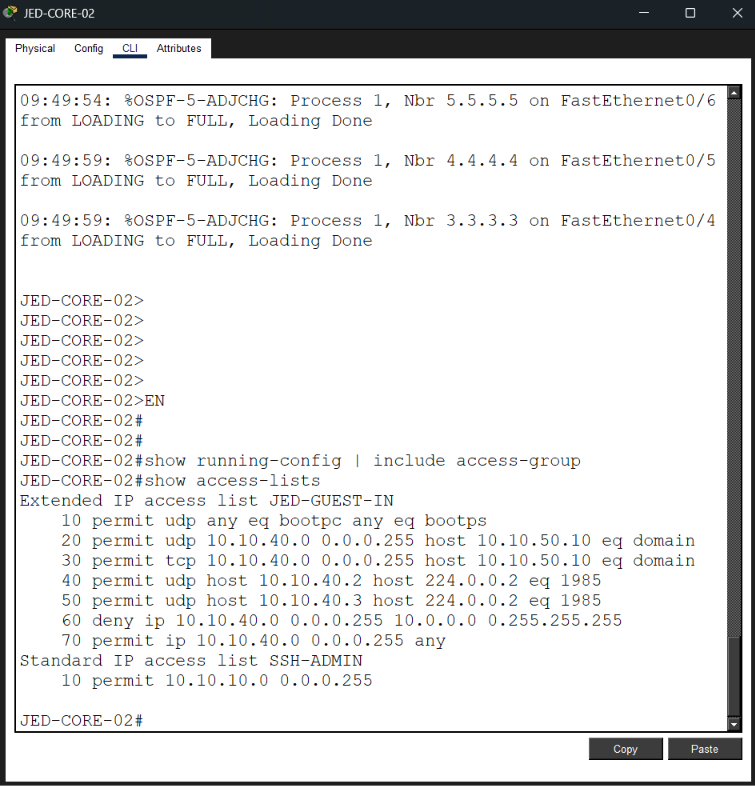 JED-CORE-02
Physical Config CLI Attributes
09:49:54: %OSPF-5-ADJCHG: Process 1, Nbr 5.5.5.5 on FastEthernet0/6
from LOADING to FULL, Loading Done
09:49:59: %OSPF-5-ADJCHG: Process 1, Nbr 4.4.4.4 on FastEthernet0/5
from LOADING to FULL, Loading Done
09:49:59: %OSPF-5-ADJCHG: Process 1, Nbr 3.3.3.3 on FastEthernet0/4
from LOADING to FULL, Loading Done
JED-CORE-02>
JED-CORE-02>
JED-CORE-02>
JED-CORE-02>
JED-CORE-02>
JED-CORE-02>EN
JED-CORE-02#
JED-CORE-02#
JED-CORE-02#show running-config | include access-group
JED-CORE-02#show access-lists
Extended IP access list JED-GUEST-IN
    10 permit udp any eq bootpc any eq bootps
    20 permit udp 10.10.40.0 0.0.0.255 host 10.10.50.10 eq domain
    30 permit tcp 10.10.40.0 0.0.0.255 host 10.10.50.10 eq domain
    40 permit udp host 10.10.40.2 host 224.0.0.2 eq 1985
    50 permit udp host 10.10.40.3 host 224.0.0.2 eq 1985
    60 deny ip 10.10.40.0 0.0.0.255 10.0.0.0 0.255.255.255
    70 permit ip 10.10.40.0 0.0.0.255 any
Standard IP access list SSH-ADMIN
    10 permit 10.10.10.0 0.0.0.255
JED-CORE-02#
Copy Paste